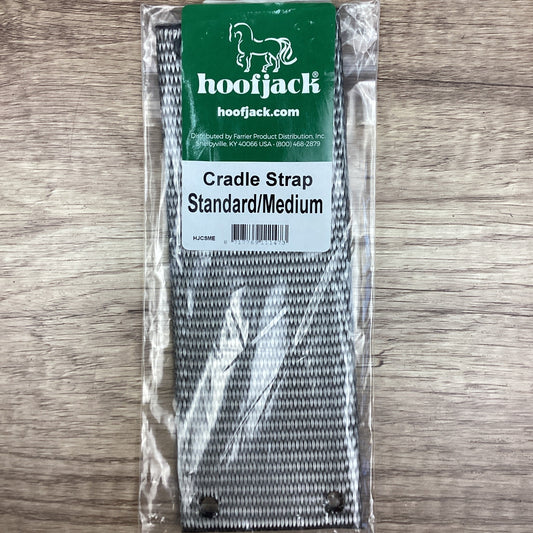 hoofjack®
hoofjack.com
Distributed by Farrier Product Distribution, Inc.
Shelbyville, KY 40066 USA • (800) 468-2879
Cradle Strap
Standard/Medium
HJCSME